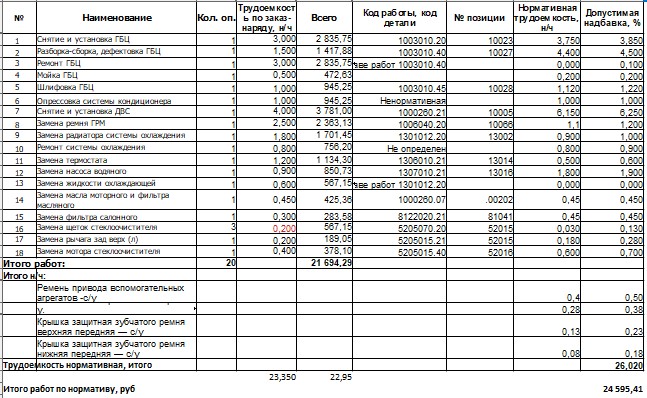 № Наименование Кол. оп. Трудоемкость по заказ-наряду, н/ч Всего Код работы, код детали № позиции Нормативная трудоемкость, н/ч Допустимая надбавка, %
1 Снятие и установка ГБЦ 1 3,000 2 835,75 1003010.20 10023 3,750 3,850
2 Разборка-сборка, дефектовка ГБЦ 1 1,500 1 417,88 1003010.40 10027 4,400 4,500
3 Ремонт ГБЦ 1 3,000 2 835,75 аве работ 1003010.40 0,000 0,100
4 Мойка ГБЦ 1 0,500 472,63 0,200 0,200
5 Шлифовка ГБЦ 1 1,000 945,25 1003010.45 10028 1,120 1,220
6 Опрессовка системы кондиционера 1 1,000 945,25 Ненормативная 1,000 1,000
7 Снятие и установка ДВС 1 4,000 3 781,00 1000260.21 10005 6,150 6,250
8 Замена ремня ГРМ 1 2,500 2 363,13 1006040.20 10066 1,1 1,200
9 Замена радиатора системы охлаждения 1 1,800 1 701,45 1301012.20 13002 0,900 1,000
10 Ремонт системы охлаждения 1 0,800 756,20 Не определен 0,800 0,900
11 Замена термостата 1 1,200 1 134,30 1306010.21 13014 0,500 0,600
12 Замена насоса водяного 1 0,900 850,73 1307010.21 13016 1,800 1,900
13 Замена жидкости охлаждающей 1 0,600 567,15 аве работ 1301012.20 0,000 0,000
14 Замена масла моторного и фильтра масляного 1 0,450 425,36 1000260.07 .00202 0,45 0,450
15 Замена фильтра салонного 1 0,300 283,58 8122020.21 81041 0,45 0,450
16 Замена щеток стеклоочистителя 3 0,200 567,15 5205070.20 52015 0,030 0,130
17 Замена рычага зад верх (л) 1 0,200 189,05 5205015.21 52015 0,180 0,280
18 Замена мотора стеклоочистителя 1 0,400 378,10 5205015.40 52016 0,600 0,700
Итого работ: 20 21 694,29
Итого н/ч:
Ремень привода вспомогательных
агрегатов -с/у 0,4 0,50
у. 0,28 0,38
Крышка защитная зубчатого ремня
верхняя передняя — с/у 0,13 0,23
Крышка защитная зубчатого ремня
нижняя передняя — с/у 0,08 0,18
Трудоемкость нормативная, итого 26,020
23,350 22,95
Итого работ по нормативу, руб 24 595,41